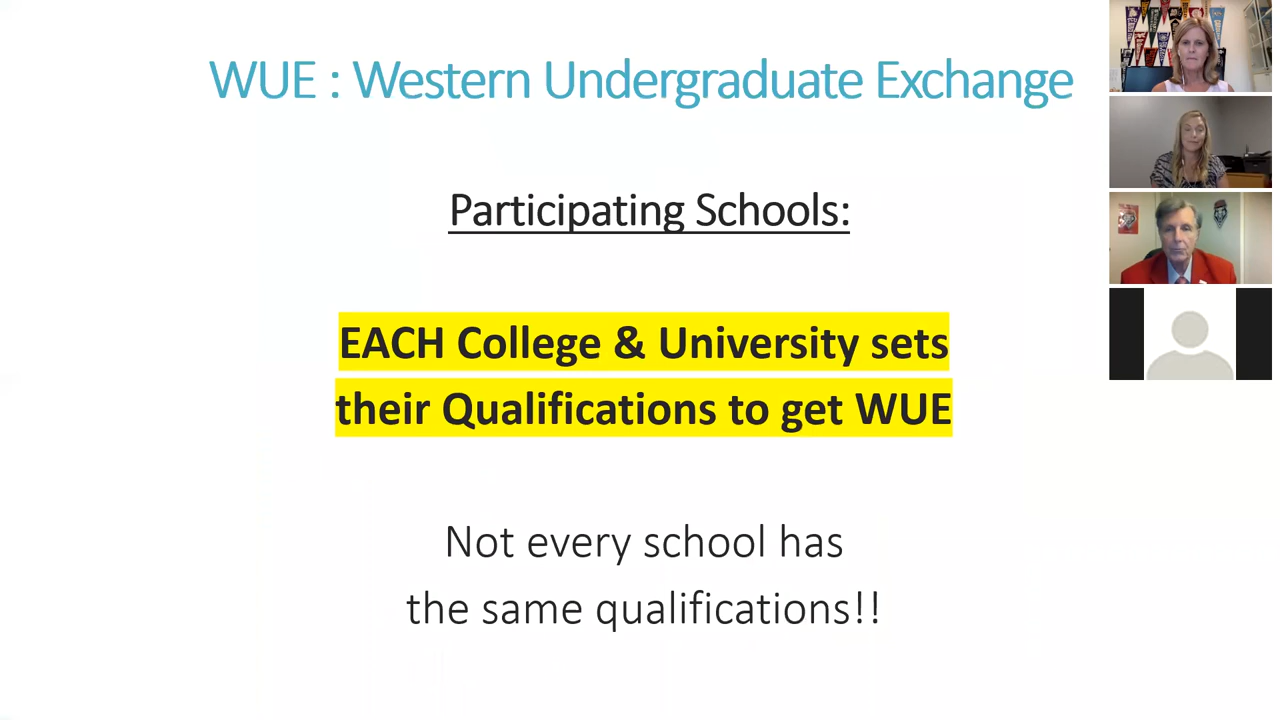 WUE : Western Undergraduate Exchange
Participating Schools:
EACH College & University sets
their Qualifications to get WUE
Not every school has
the same qualifications!!